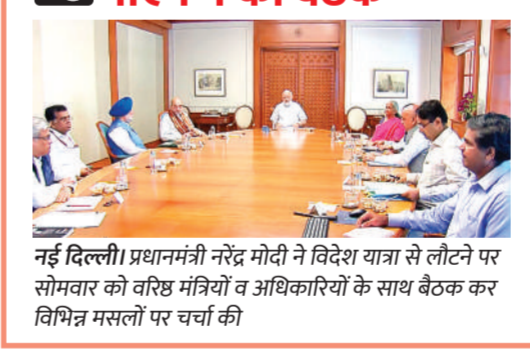 नई दिल्ली। प्रधानमंत्री नरेंद्र मोदी ने विदेश यात्रा से लौटने पर
सोमवार को वरिष्ठ मंत्रियों व अधिकारियों के साथ बैठक कर
विभिन्न मसलों पर चर्चा की